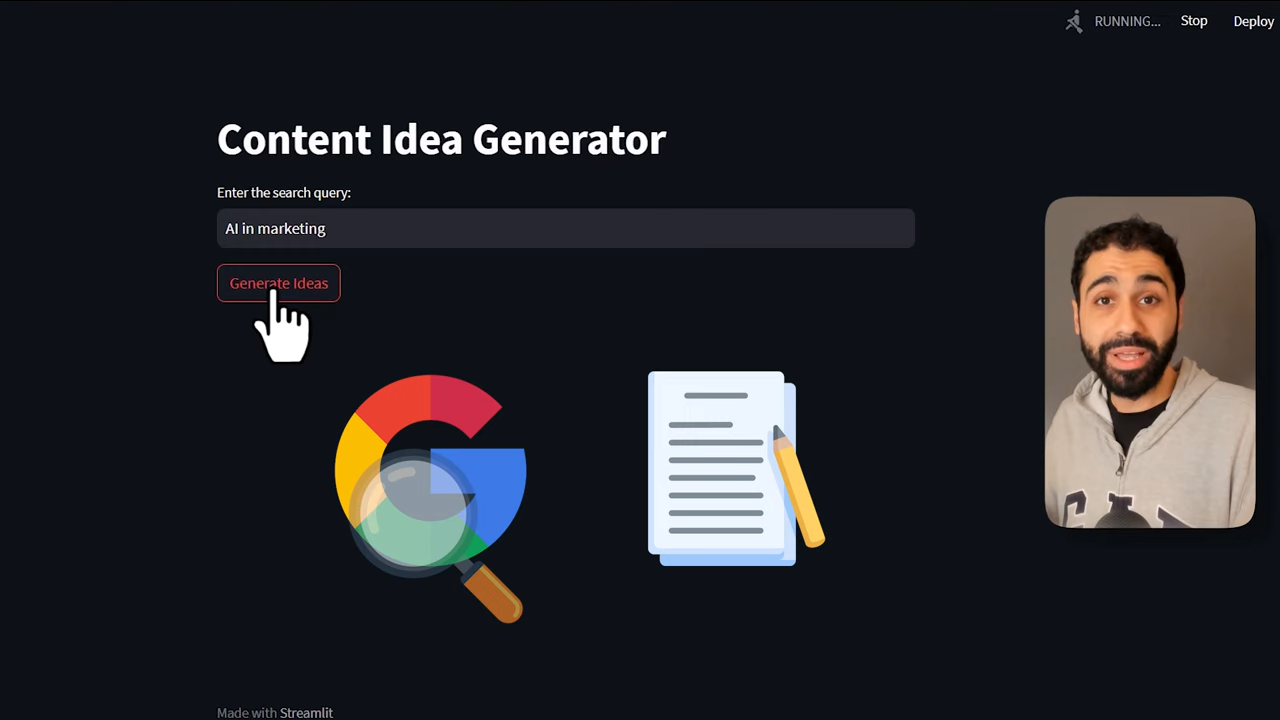 RUNNING...
Stop
Deploy
Content Idea Generator
Enter the search query:
AI in marketing
Generate Ideas
Made with Streamlit